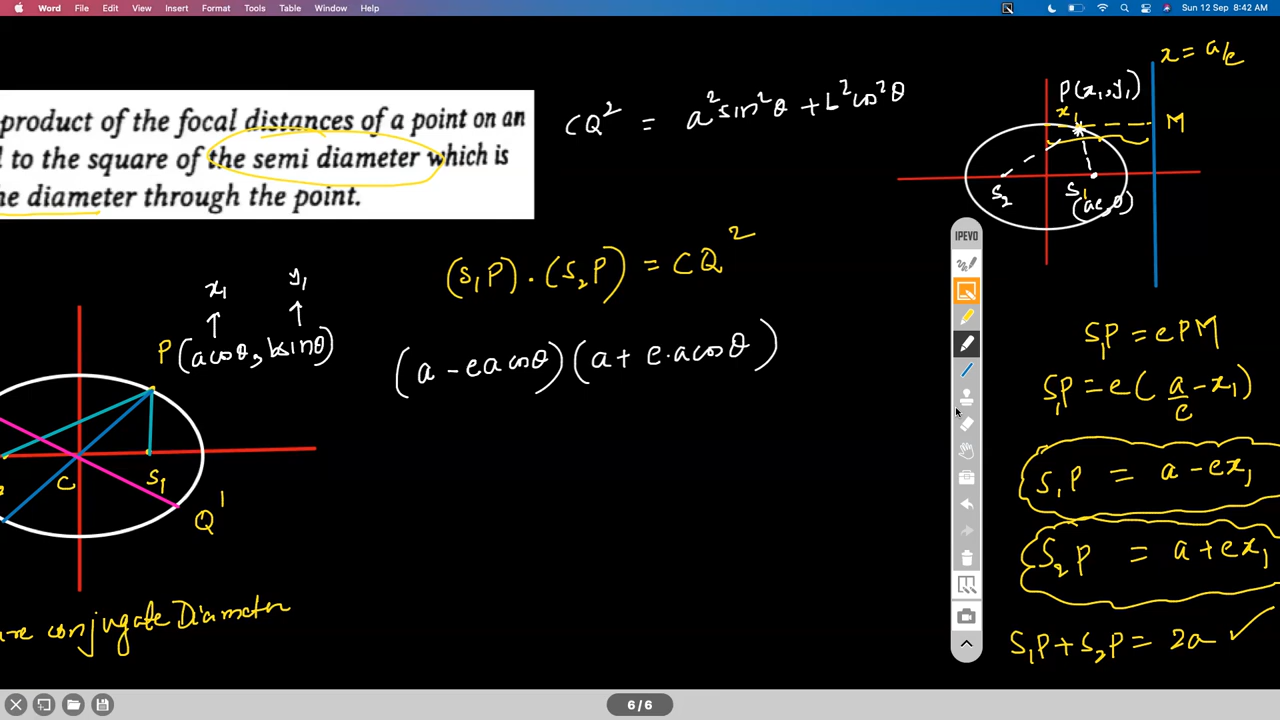 Word File Edit View Insert Format Tools Table Window Help Sun 12 Sep 8:42 AM
product of the focal distances of a point on an
d to the square of the semi diameter which is
he diameter through the point.
CQ² = a²sin²θ + b²cos²θ
x = a/e
P(x₁,y₁)
x₁
M
S₂ S₁
(ae,0)
IPEVO
(S₁P)·(S₂P) = CQ²
x₁ y₁
P(acosθ, bsinθ)
(a - eacosθ)(a + e·acosθ)
S₁P = ePM
S₁P = e(a/e - x₁)
S₁P = a - ex₁
S₂P = a + ex₁
S₁P + S₂P = 2a ✓
C S₁
Q'
are conjugate Diameter
6/6